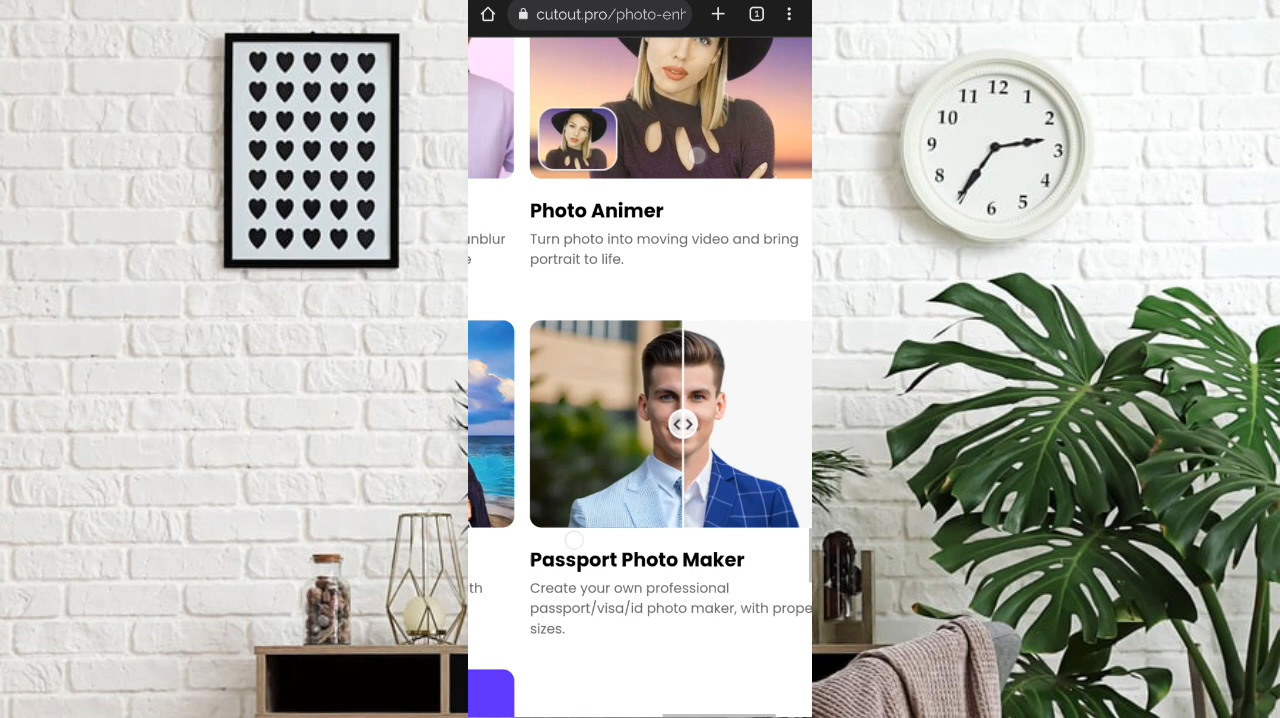 cutout.pro/photo-enh
1
Photo Animer
Turn photo into moving video and bring
portrait to life.
unblur
e
Passport Photo Maker
Create your own professional
passport/visa/id photo maker, with prope
sizes.
th
12
1
2
3
4
5
6
8
9
10
11